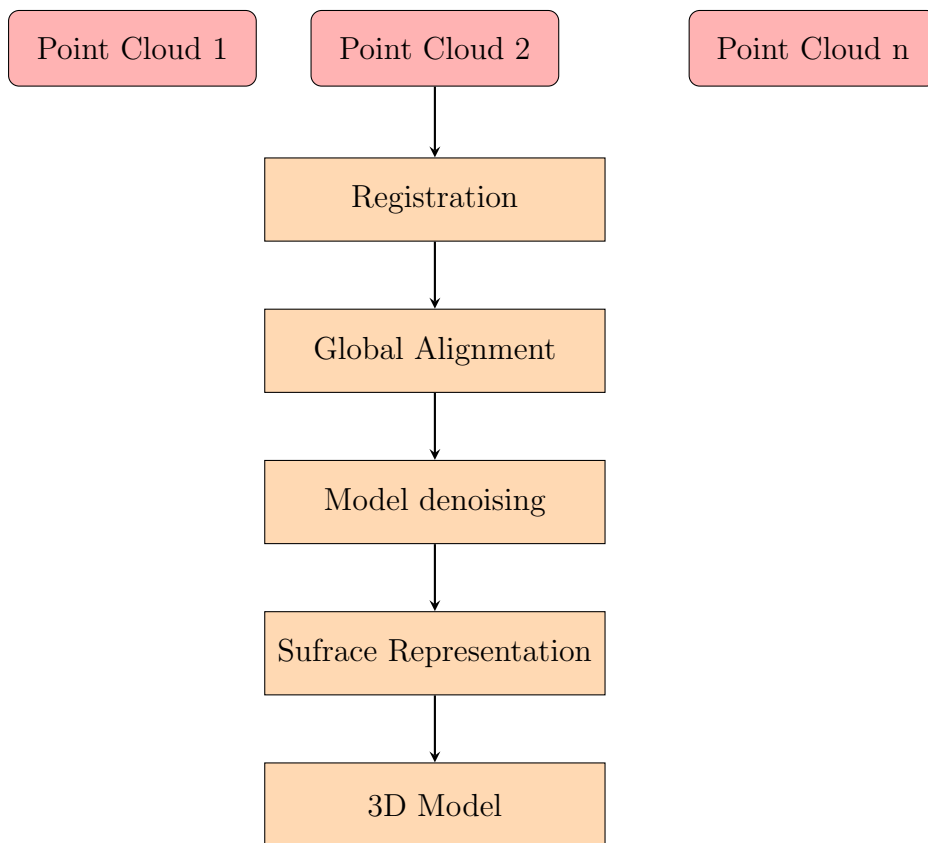 Point Cloud 1
Point Cloud 2
Point Cloud n
Registration
Global Alignment
Model denoising
Sufrace Representation
3D Model